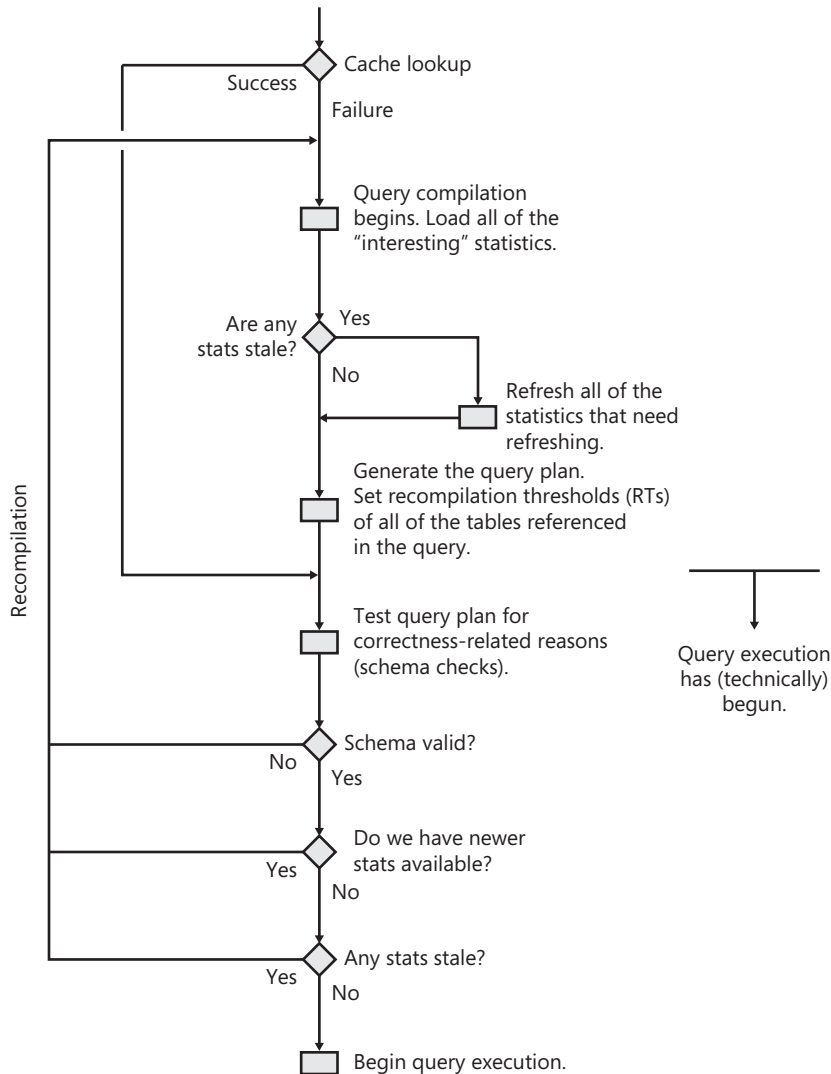 Cache lookup
Success
Failure
Query compilation
begins. Load all of the
“interesting” statistics.
Are any
stats stale?
Yes
No
Refresh all of the
statistics that need
refreshing.
Generate the query plan.
Set recompilation thresholds (RTs)
of all of the tables referenced
in the query.
Recompilation
Test query plan for
correctness-related reasons
(schema checks).
Query execution
has (technically)
begun.
Schema valid?
No
Yes
Do we have newer
stats available?
Yes
No
Any stats stale?
Yes
No
Begin query execution.